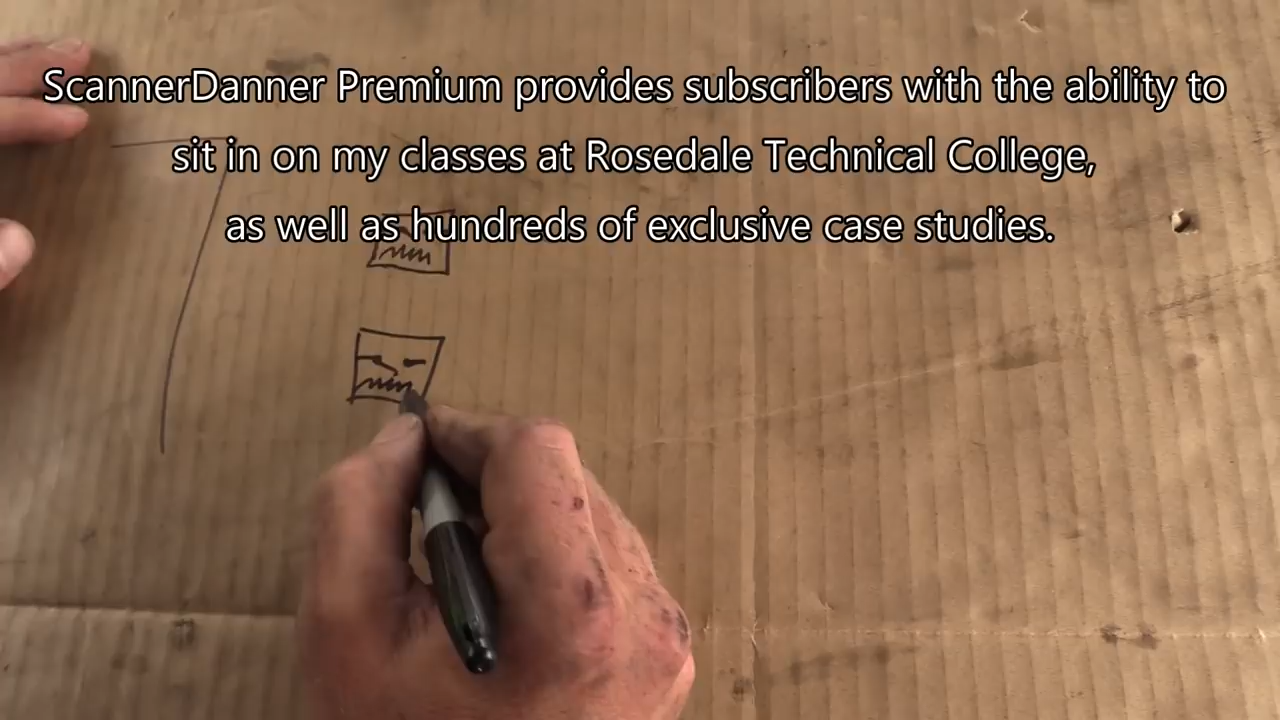 ScannerDanner Premium provides subscribers with the ability to
sit in on my classes at Rosedale Technical College,
as well as hundreds of exclusive case studies.